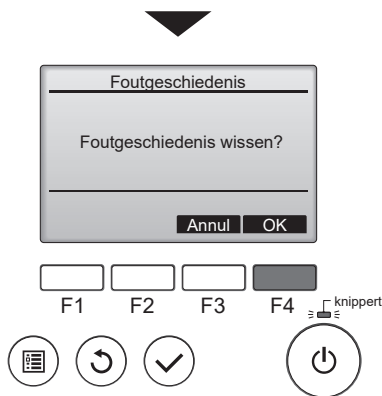 Foutgeschiedenis
Foutgeschiedenis wissen?
Annul OK
F1 F2 F3 F4
knippert